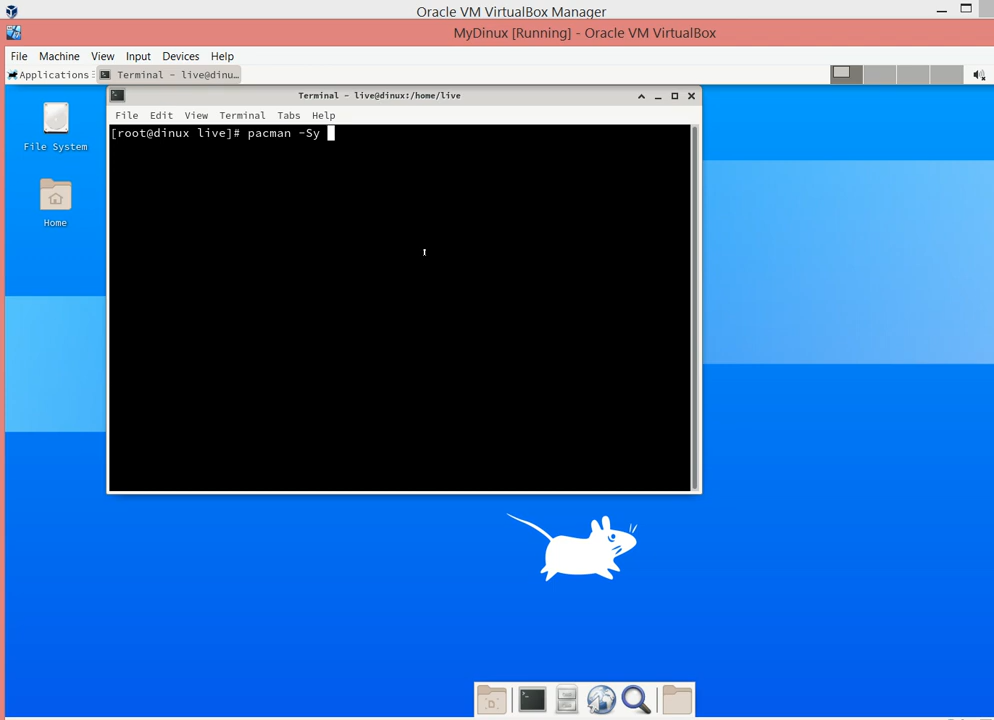 Oracle VM VirtualBox Manager
MyDinux [Running] - Oracle VM VirtualBox
File Machine View Input Devices Help
Applications Terminal - live@dinu...
Terminal - live@dinux:/home/live
File Edit View Terminal Tabs Help
[root@dinux live]# pacman -Sy
File System
Home